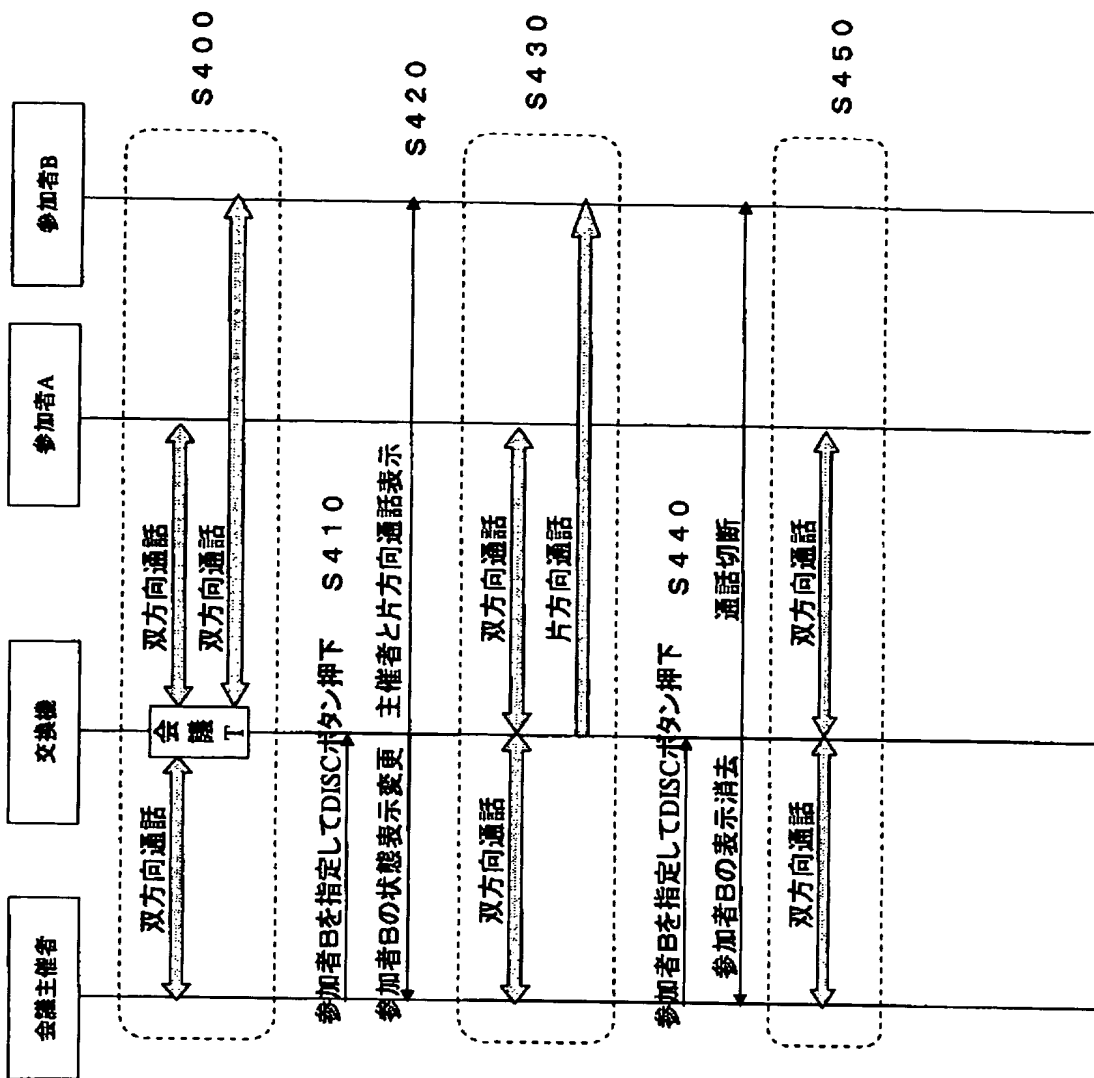 会議主催者
交換機
参加者A
参加者B
双方向通話
会議T
双方向通話
双方向通話
S400
参加者Bを指定してDISCボタン押下
S410
参加者Bの状態表示変更
主催者と片方向通話表示
S420
双方向通話
双方向通話
片方向通話
S430
参加者Bを指定してDISCボタン押下
S440
参加者Bの表示消去
通話切断
双方向通話
双方向通話
S450